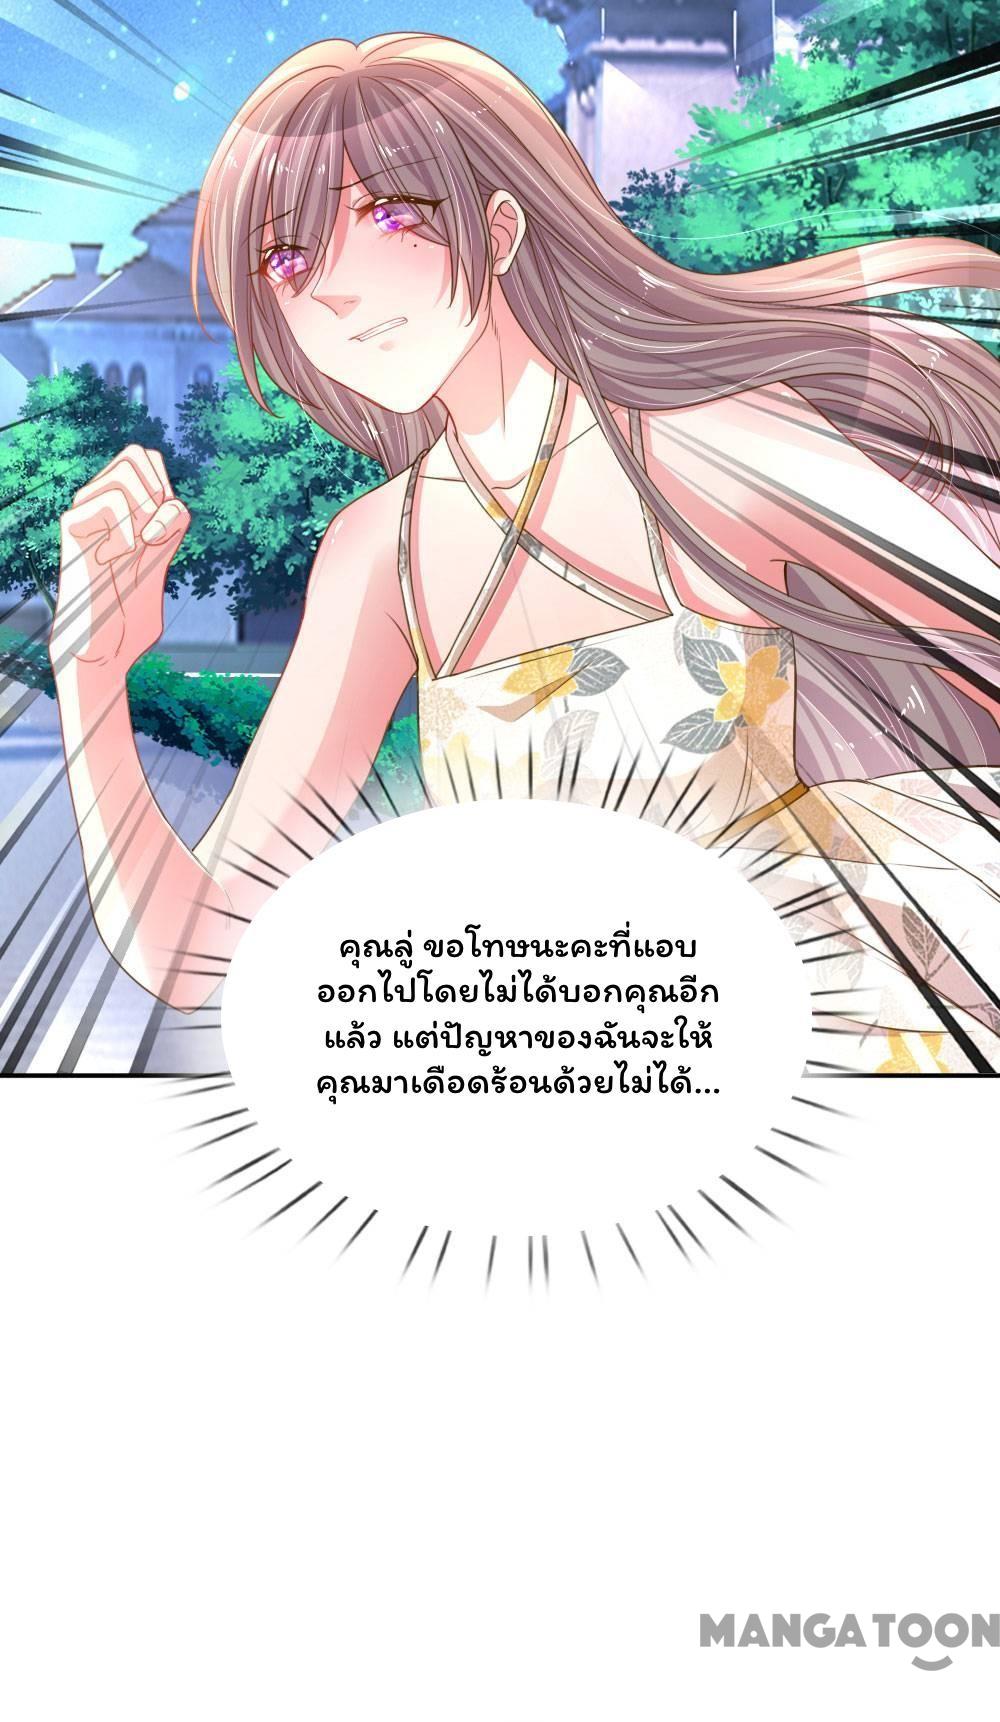 คุณลู่ ขอโทษนะคะที่แอบ
ออกไปโดยไม่ได้บอกคุณอีก
แล้ว แต่ปัญหาของฉันจะให้
คุณมาเดือดร้อนด้วยไม่ได้...
MANGATOON